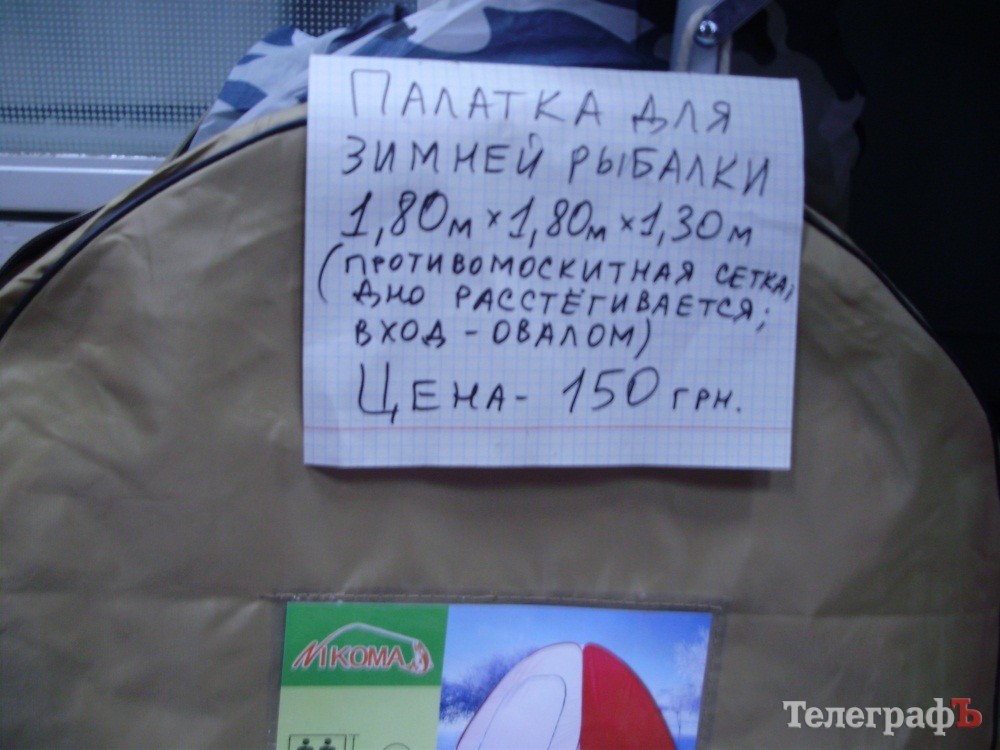 ПАЛАТКА ДЛЯ
ЗИМНЕЙ РЫБАЛКИ
1,80м × 1,80м × 1,30м
(ПРОТИВОМОСКИТНАЯ СЕТКА,
ДНО РАССТЁГИВАЕТСЯ;
ВХОД - ОВАЛОМ)
ЦЕНА - 150 ГРН.
NIKOMA
ТелеграфЪ